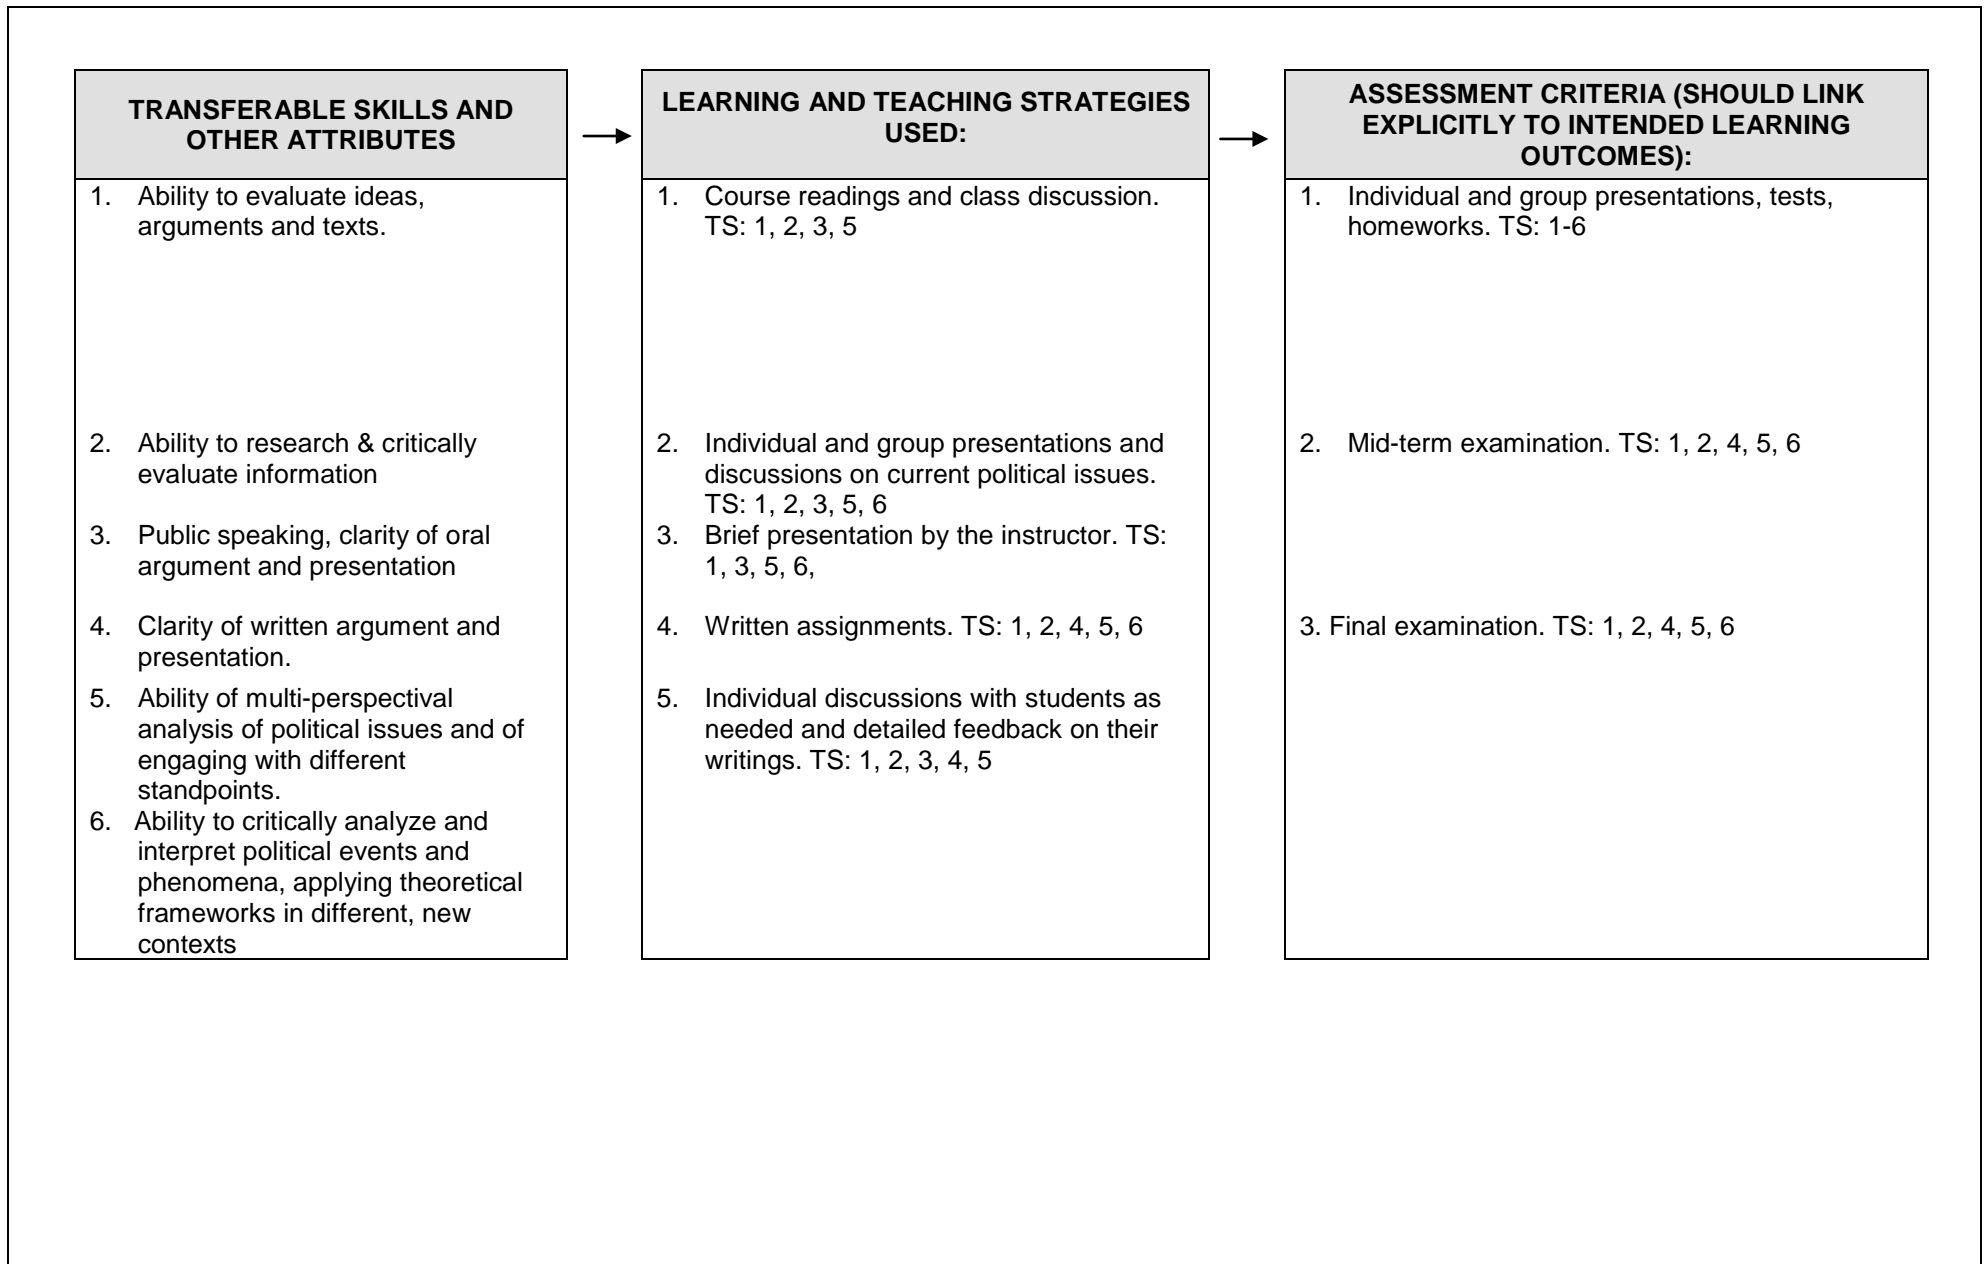 TRANSFERABLE SKILLS AND
OTHER ATTRIBUTES
1. Ability to evaluate ideas,
arguments and texts.
2. Ability to research & critically
evaluate information
3. Public speaking, clarity of oral
argument and presentation
4. Clarity of written argument and
presentation.
5. Ability of multi-perspectival
analysis of political issues and of
engaging with different
standpoints.
6. Ability to critically analyze and
interpret political events and
phenomena, applying theoretical
frameworks in different, new
contexts
LEARNING AND TEACHING STRATEGIES
USED:
1. Course readings and class discussion.
TS: 1, 2, 3, 5
2. Individual and group presentations and
discussions on current political issues.
TS: 1, 2, 3, 5, 6
3. Brief presentation by the instructor. TS:
1, 3, 5, 6,
4. Written assignments. TS: 1, 2, 4, 5, 6
5. Individual discussions with students as
needed and detailed feedback on their
writings. TS: 1, 2, 3, 4, 5
ASSESSMENT CRITERIA (SHOULD LINK
EXPLICITLY TO INTENDED LEARNING
OUTCOMES):
1. Individual and group presentations, tests,
homeworks. TS: 1-6
2. Mid-term examination. TS: 1, 2, 4, 5, 6
3. Final examination. TS: 1, 2, 4, 5, 6